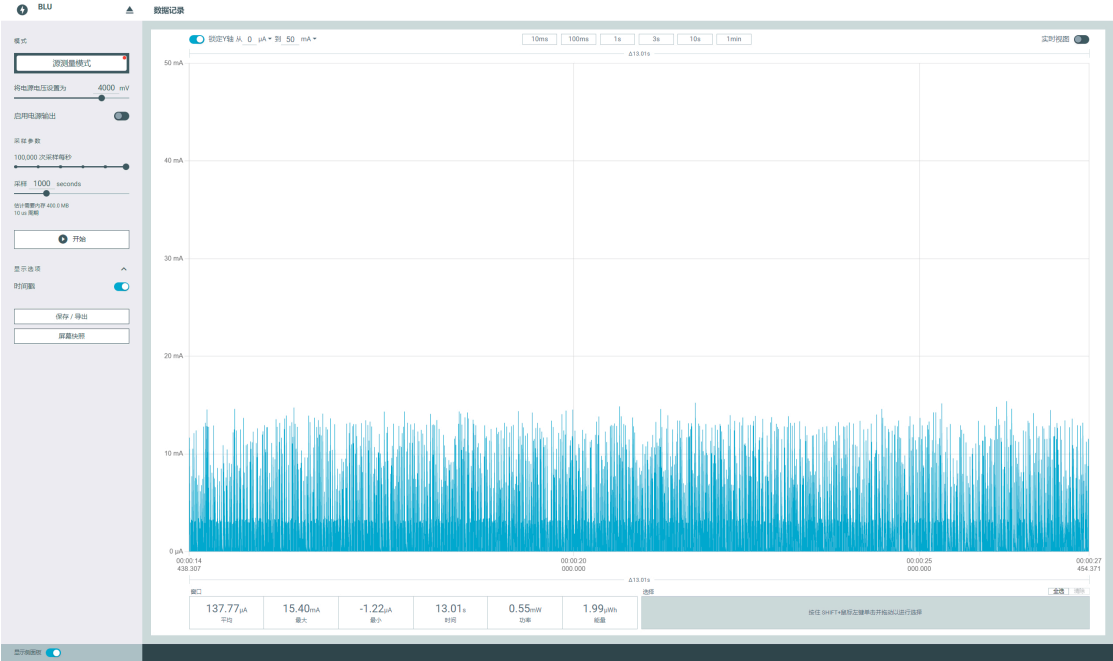 BLU
数据记录
模式
源测量模式
将电源电压设置为 4000 mV
启用电源输出
采样参数
100,000 次采样每秒
采样 1000 seconds
估计需要内存 400.0 MB
10 us 周期
开始
显示选项
时间戳
保存 / 导出
屏幕快照
锁定Y轴 从 0 μA 到 50 mA
10ms 100ms 1s 3s 10s 1min
实时视图
Δ13.01s
50 mA
40 mA
30 mA
20 mA
10 mA
0 μA
00:00:14 00:00:20 00:00:25 00:00:27
438.307 000.000 000.000 464.371
Δ13.01s
窗口
137.77μA 15.40mA -1.22μA 13.01s 0.55mW 1.99μWh
平均 最大 最小 时间 功率 能量
选择
全选 清除
按住 SHIFT+鼠标左键单击并拖动以进行选择